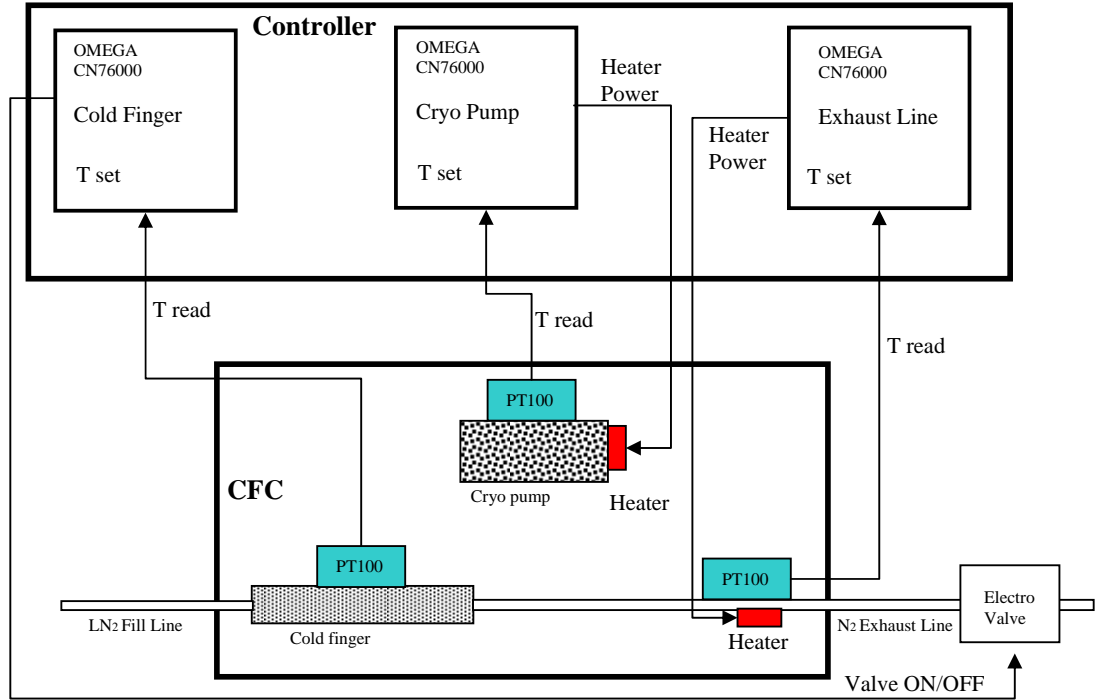 Controller
OMEGA
CN76000
Cold Finger
T set
OMEGA
CN76000
Cryo Pump
T set
Heater
Power
Heater
Power
OMEGA
CN76000
Exhaust Line
T set
T read
T read
T read
PT100
CFC
Cryo pump
Heater
PT100
PT100
LN2 Fill Line
Cold finger
Heater
N2 Exhaust Line
Electro
Valve
Valve ON/OFF